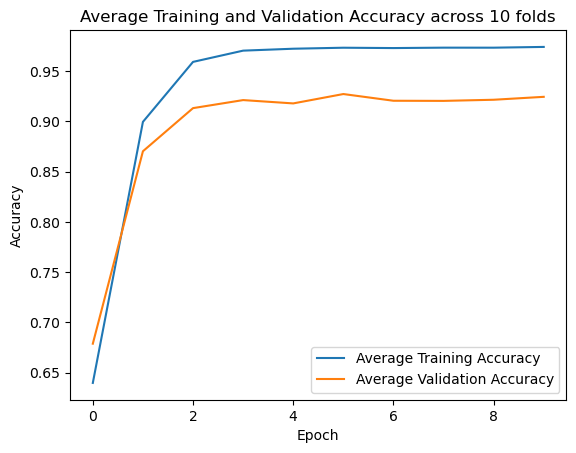 Average Training and Validation Accuracy across 10 folds
0.95
0.90
0.85
0.80
0.75
0.70
0.65
Accuracy
Average Training Accuracy
Average Validation Accuracy
0 2 4 6 8
Epoch